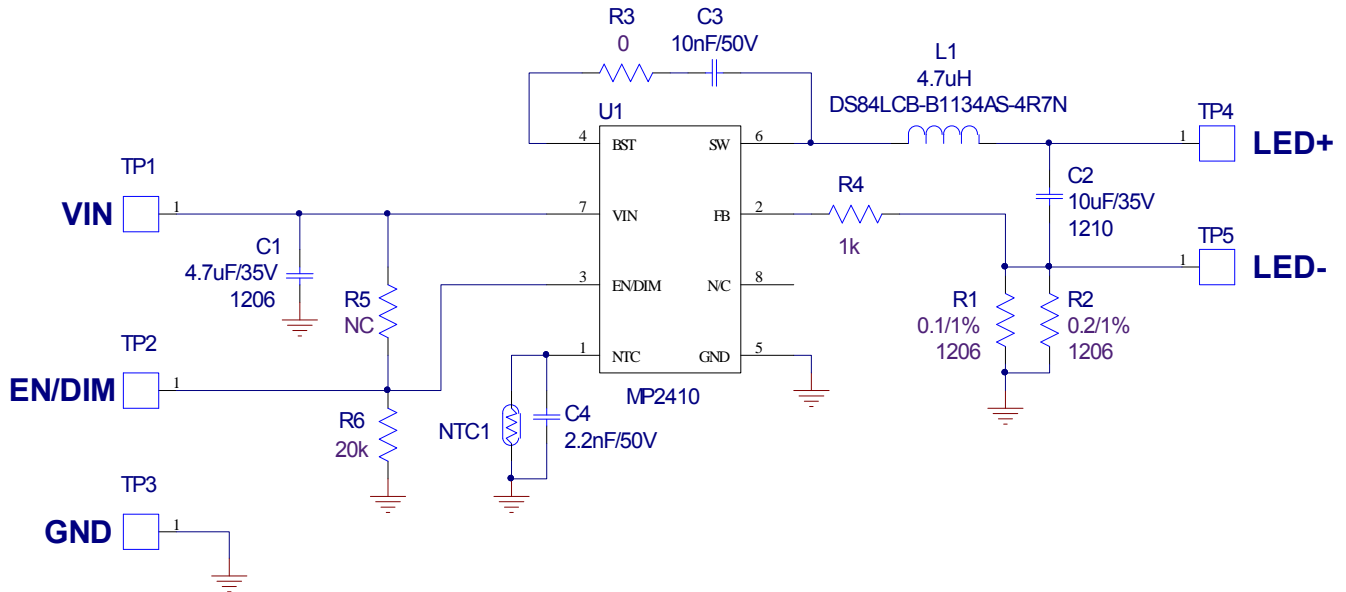 R3
0
C3
10nF/50V
L1
4.7uH
DS84LCB-B1134AS-4R7N
U1
4
BST
SW
6
TP4
1
LED+
TP1
VIN
1
7
VIN
FB
2
R4
1k
C2
10uF/35V
1210
C1
4.7uF/35V
1206
R5
NC
3
EN/DIM
N/C
8
TP5
1
LED-
R1
0.1/1%
1206
R2
0.2/1%
1206
TP2
EN/DIM
1
1
NTC
GND
5
MP2410
R6
20k
NTC1
C4
2.2nF/50V
TP3
GND
1